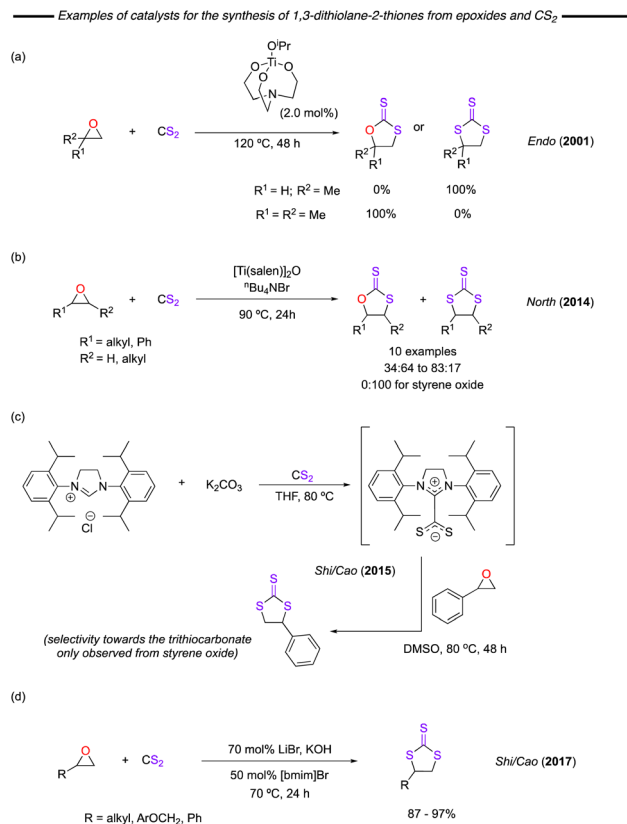 Examples of catalysts for the synthesis of 1,3-dithiolane-2-thiones from epoxides and CS2
(a)
OiPr
Ti
O
O
O
N
(2.0 mol%)
O
R2
R1
+
CS2
120 ºC, 48 h
S
O
S
R2
R1
or
S
S
S
R2
R1
Endo (2001)
R1 = H; R2 = Me 0% 100%
R1 = R2 = Me 100% 0%
(b)
O
R1
R2
+
CS2
[Ti(salen)]2O
nBu4NBr
90 ºC, 24h
S
O
S
R1
R2
+
S
S
S
R1
R2
North (2014)
R1 = alkyl, Ph
R2 = H, alkyl
10 examples
34:64 to 83:17
0:100 for styrene oxide
(c)
N
N
+
Cl
−
+
K2CO3
CS2
THF, 80 ºC
N
N
+
S
S
−
Shi/Cao (2015)
O
DMSO, 80 ºC, 48 h
S
S
S
(selectivity towards the trithiocarbonate
only observed from styrene oxide)
(d)
O
R
+
CS2
70 mol% LiBr, KOH
50 mol% [bmim]Br
70 ºC, 24 h
S
S
S
R
Shi/Cao (2017)
R = alkyl, ArOCH2, Ph
87 - 97%